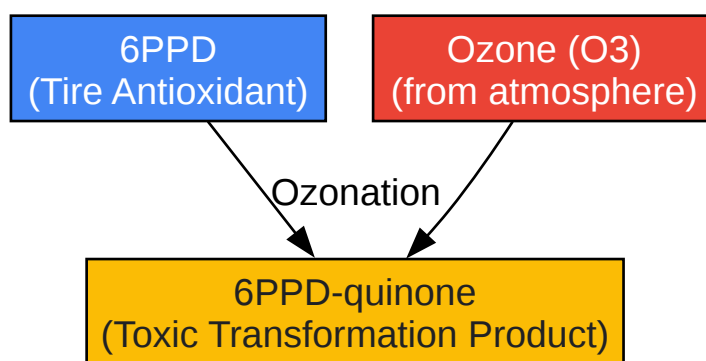 6PPD
(Tire Antioxidant)
Ozone (O3)
(from atmosphere)
Ozonation
6PPD-quinone
(Toxic Transformation Product)